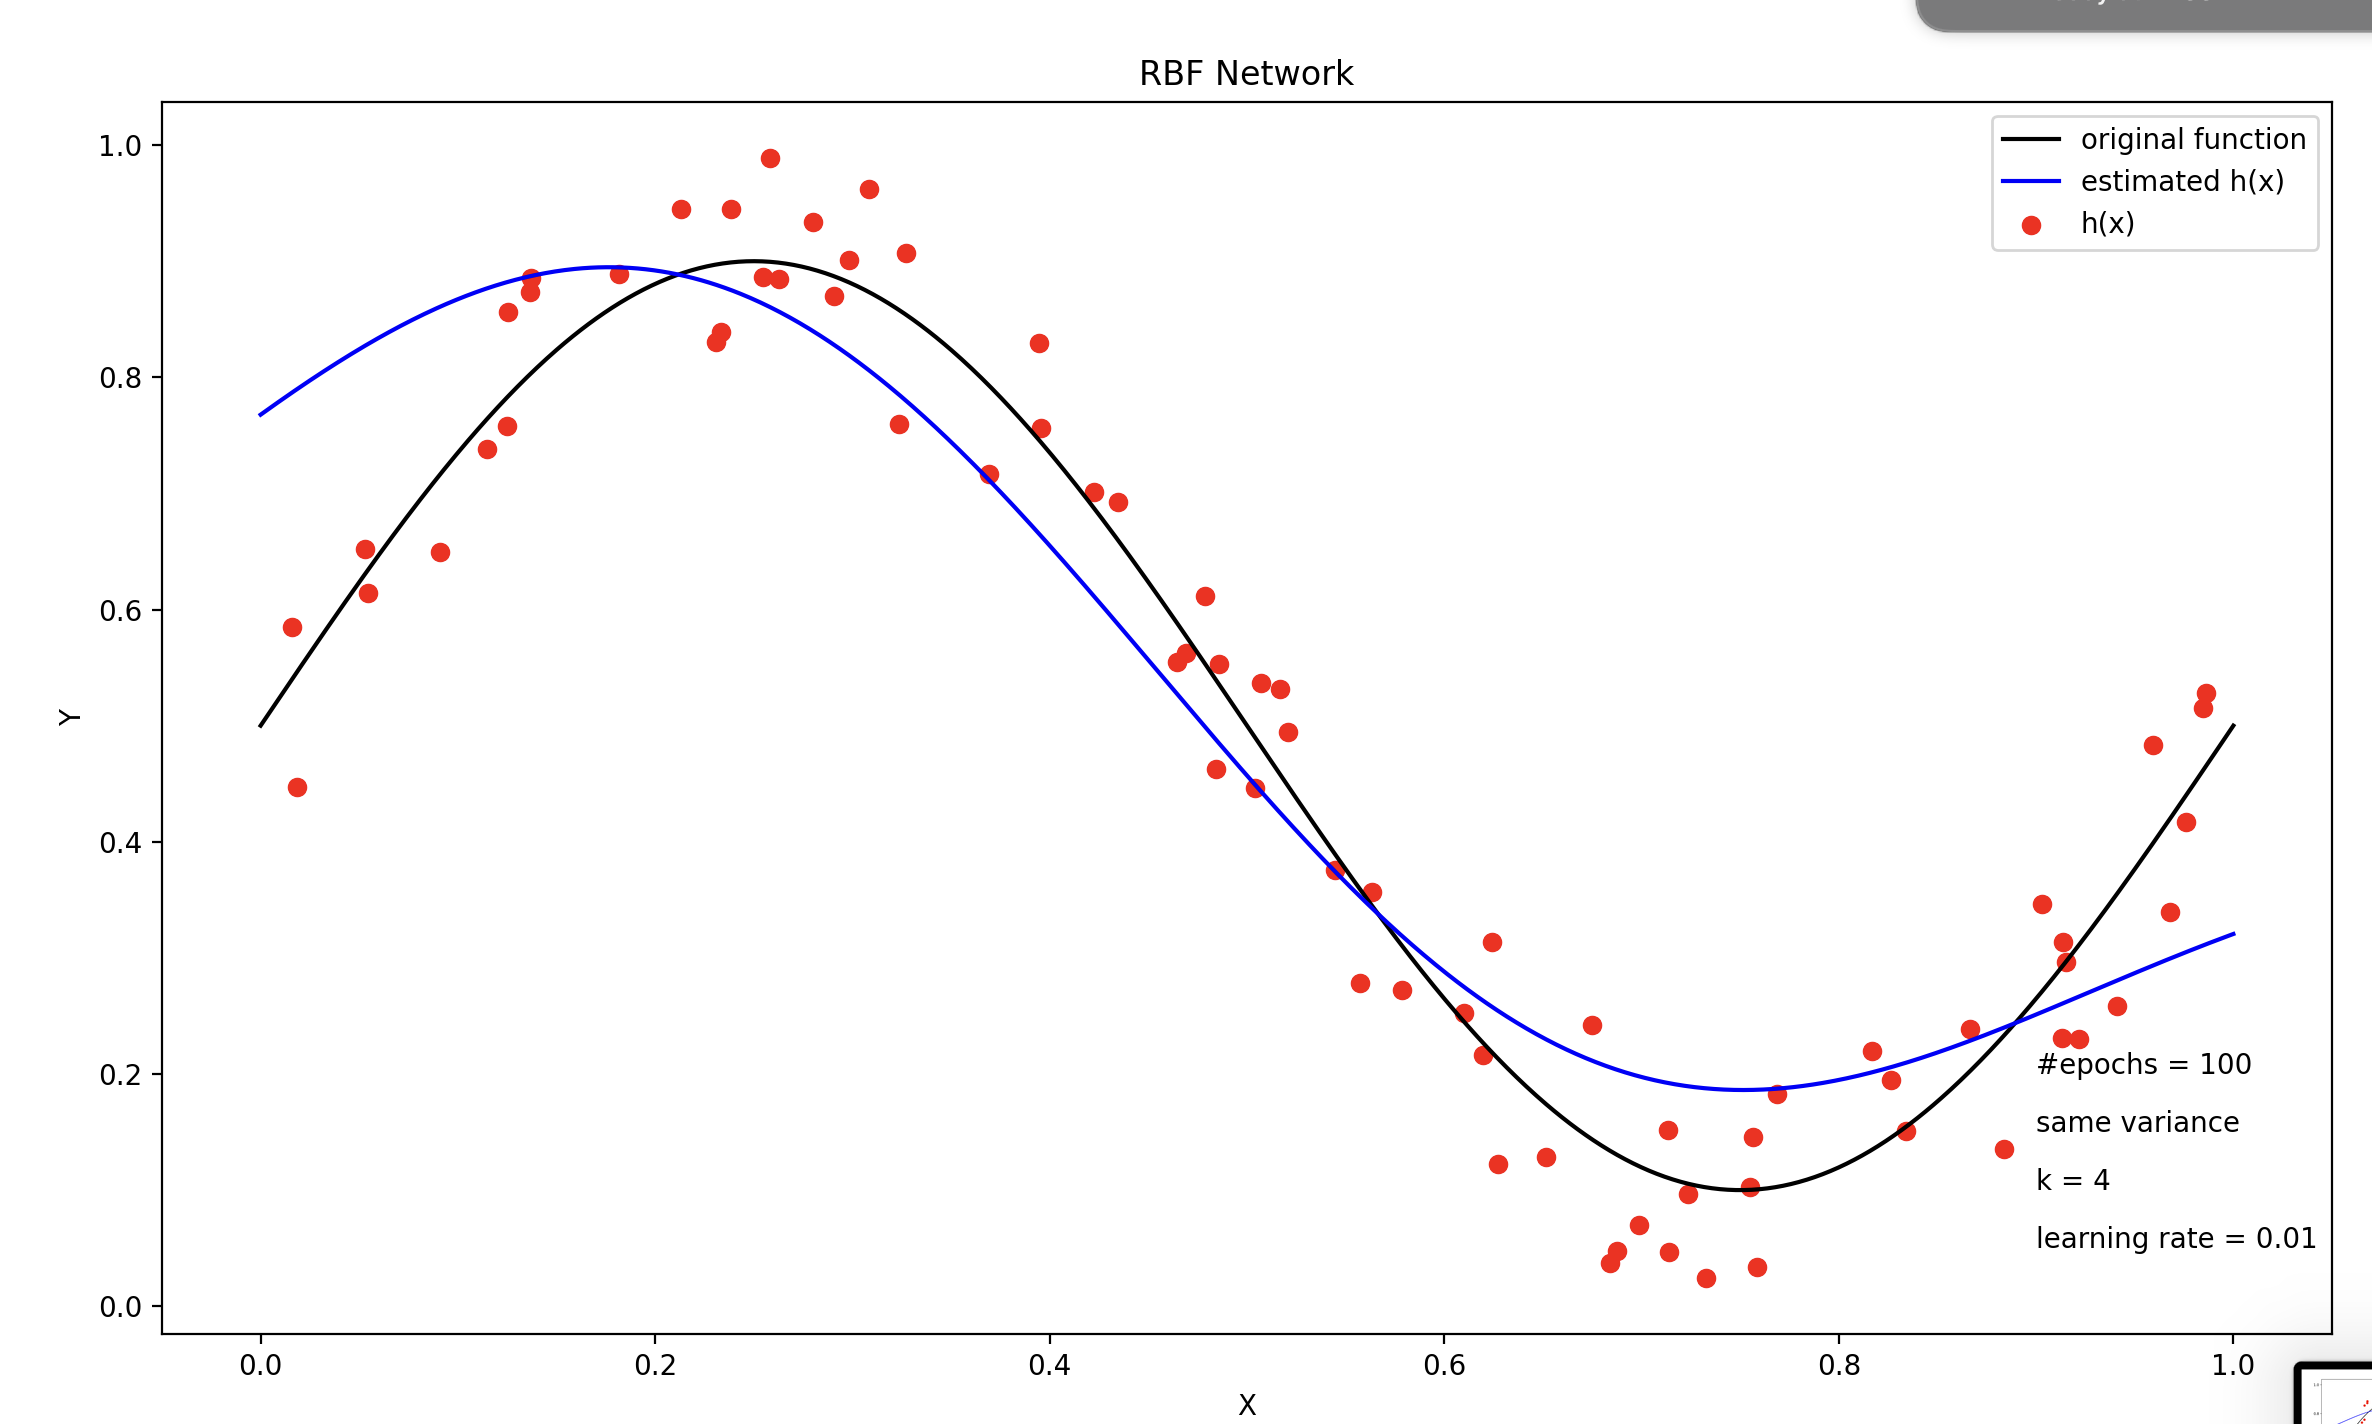 RBF Network
original function
estimated h(x)
h(x)
1.0
0.8
0.6
0.4
0.2
0.0
Y
#epochs = 100
same variance
k = 4
learning rate = 0.01
0.0 0.2 0.4 0.6 0.8 1.0
X